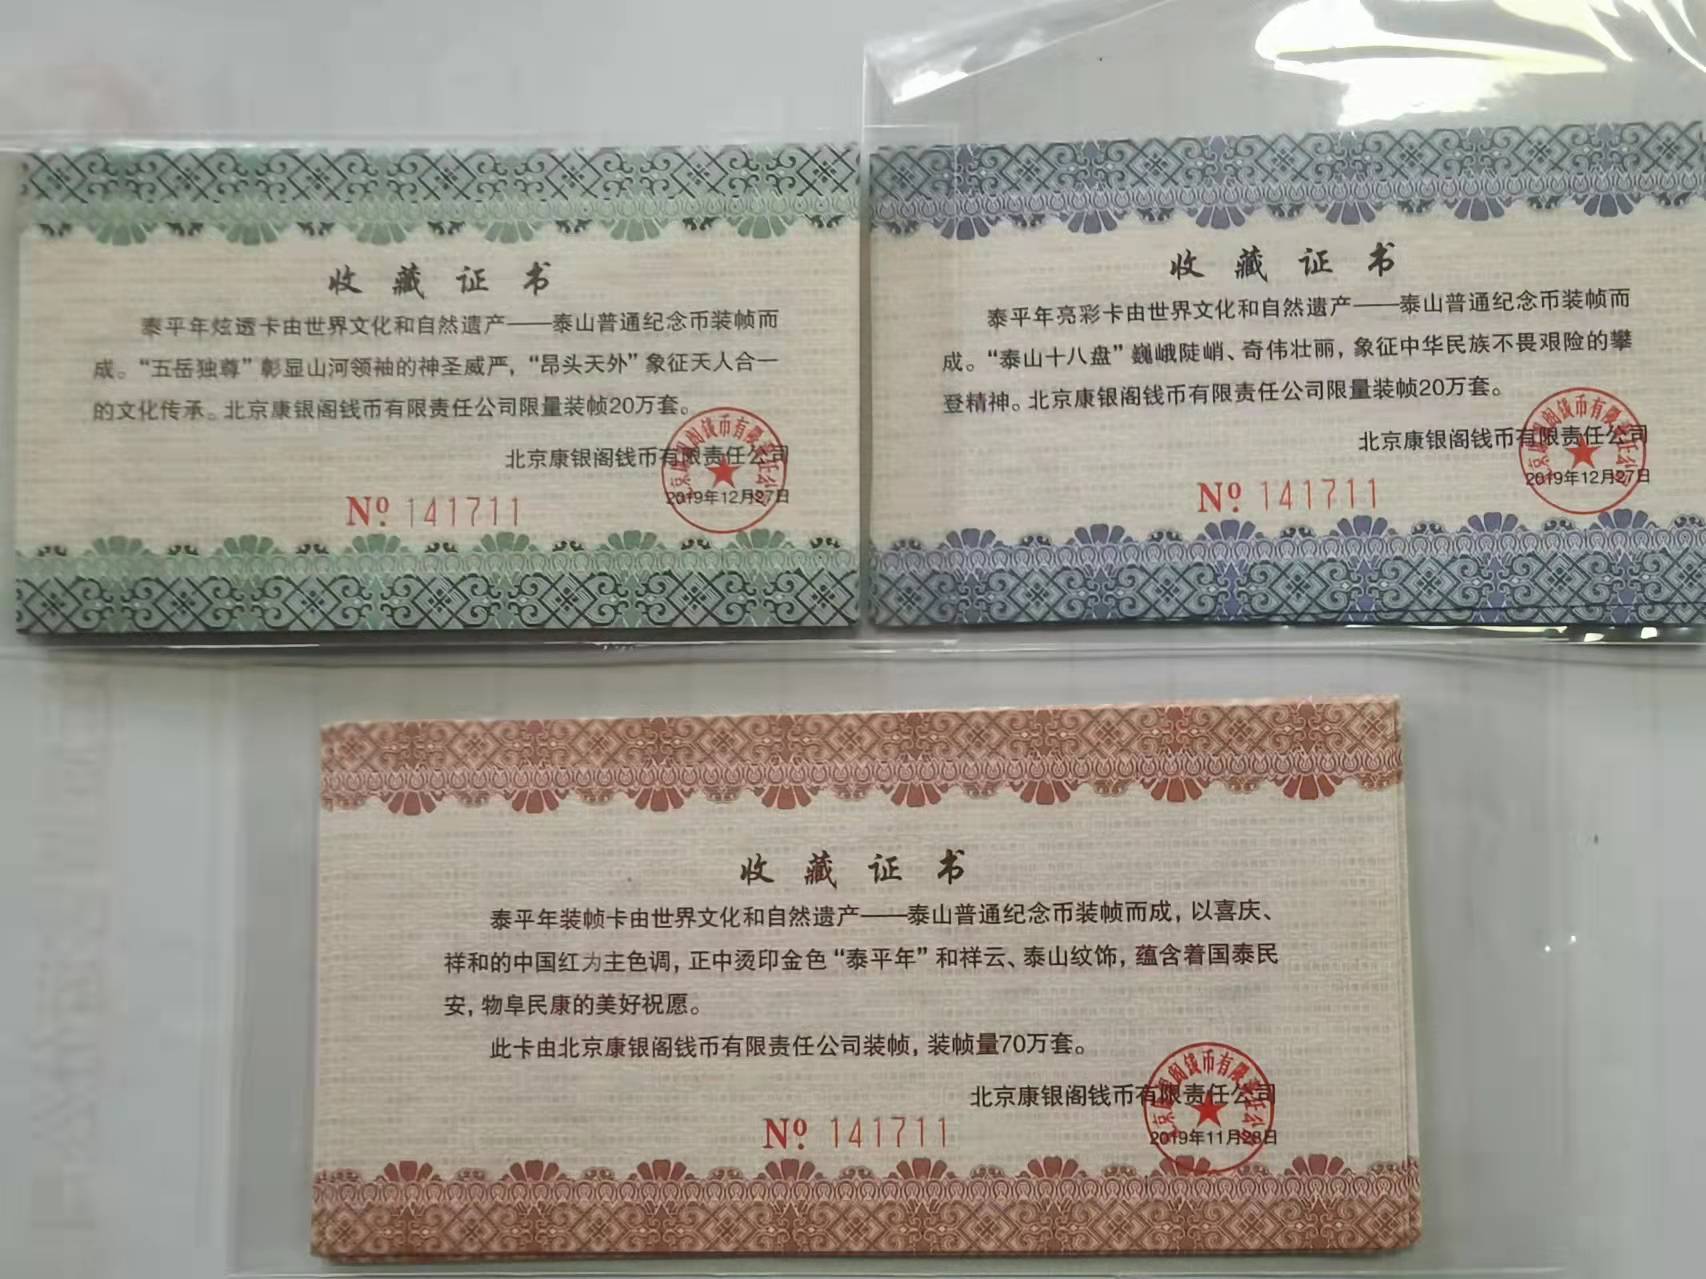 收藏证书
泰平年炫透卡由世界文化和自然遗产——泰山普通纪念币装帧而
成。“五岳独尊”彰显山河领袖的神圣威严，“昂头天外”象征天人合一
的文化传承。北京康银阁钱币有限责任公司限量装帧20万套。
北京康银阁钱币有限责任公司
2019年12月27日
Nº 141711
收藏证书
泰平年亮彩卡由世界文化和自然遗产——泰山普通纪念币装帧而
成。“泰山十八盘”巍峨陡峭、奇伟壮丽，象征中华民族不畏艰险的攀
登精神。北京康银阁钱币有限责任公司限量装帧20万套。
北京康银阁钱币有限责任公司
2019年12月27日
Nº 141711
收藏证书
泰平年装帧卡由世界文化和自然遗产——泰山普通纪念币装帧而成，以喜庆、
祥和的中国红为主色调，正中烫印金色“泰平年”和祥云、泰山纹饰，蕴含着国泰民
安，物阜民康的美好祝愿。
此卡由北京康银阁钱币有限责任公司装帧，装帧量70万套。
北京康银阁钱币有限责任公司
2019年11月28日
Nº 141711